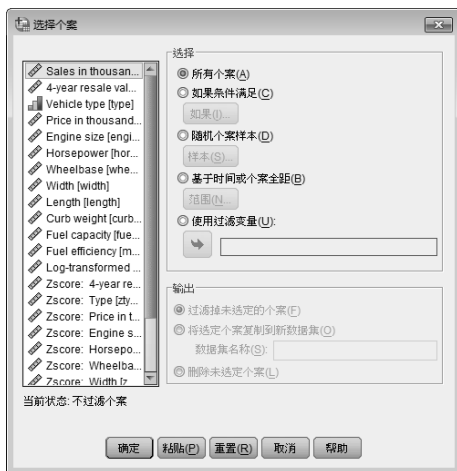 选择个案
Sales in thousan...
4-year resale val...
Vehicle type [type]
Price in thousand...
Engine size [engi...
Horsepower [hor...
Wheelbase [whe...
Width [width]
Length [length]
Curb weight [curb...
Fuel capacity [fue...
Fuel efficiency [m...
Log-transformed ...
Zscore: 4-year re...
Zscore: Type [zty...
Zscore: Price in t...
Zscore: Engine s...
Zscore: Horsepo...
Zscore: Wheelba...
Zscore: Width [z
当前状态: 不过滤个案
选择
所有个案(A)
如果条件满足(C)
如果(I)...
随机个案样本(D)
样本(S)...
基于时间或个案全距(B)
范围(N)...
使用过滤变量(U):
输出
过滤掉未选定的个案(F)
将选定个案复制到新数据集(O)
数据集名称(S):
删除未选定个案(L)
确定
粘贴(P)
重置(R)
取消
帮助